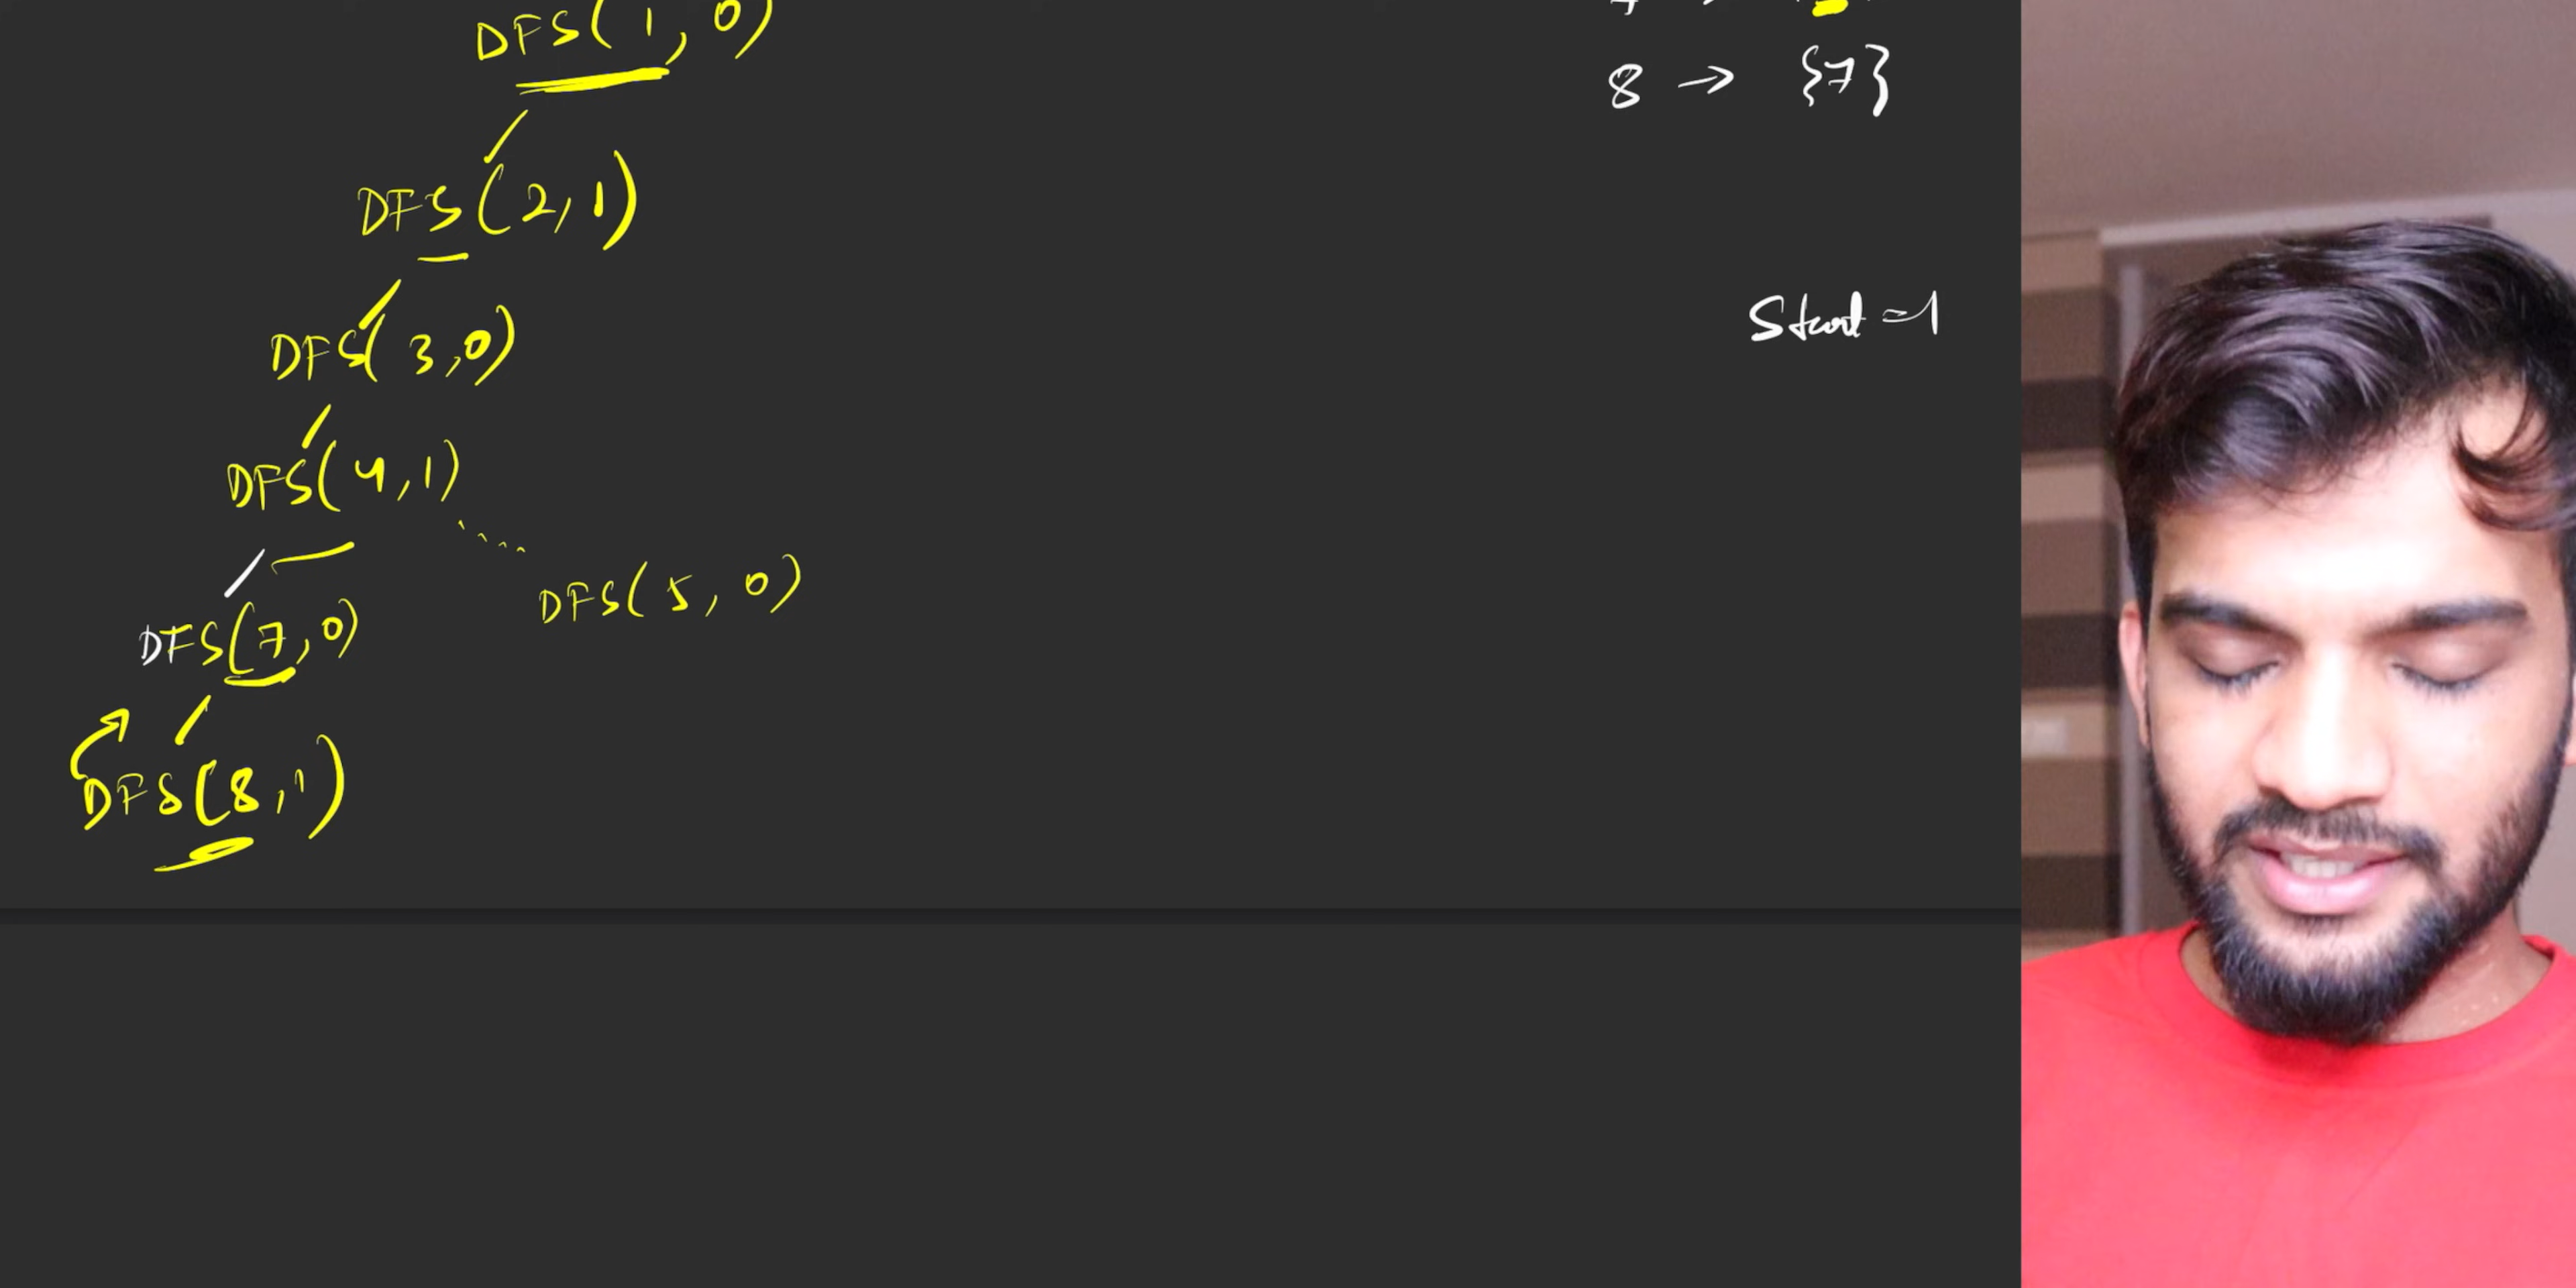 DFS(1, 0)
8 → {7}
DFS(2, 1)
Start = 1
DFS(3, 0)
DFS(4, 1)
....
DFS(5, 0)
DFS(7, 0)
DFS(8, 1)